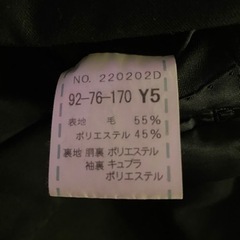 NO. 220202D
92-76-170 Y5
表地 毛 55%
ポリエステル 45%
裏地 胴裏 ポリエステル
袖裏 キュプラ
ポリエステル